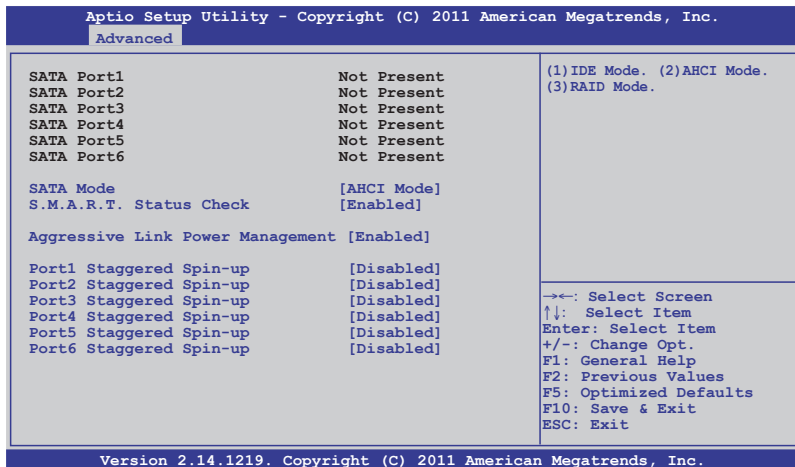 Aptio Setup Utility - Copyright (C) 2011 American Megatrends, Inc.
Advanced
SATA Port1 Not Present
SATA Port2 Not Present
SATA Port3 Not Present
SATA Port4 Not Present
SATA Port5 Not Present
SATA Port6 Not Present
SATA Mode [AHCI Mode]
S.M.A.R.T. Status Check [Enabled]
Aggressive Link Power Management [Enabled]
Port1 Staggered Spin-up [Disabled]
Port2 Staggered Spin-up [Disabled]
Port3 Staggered Spin-up [Disabled]
Port4 Staggered Spin-up [Disabled]
Port5 Staggered Spin-up [Disabled]
Port6 Staggered Spin-up [Disabled]
(1)IDE Mode. (2)AHCI Mode.
(3)RAID Mode.
→←: Select Screen
↑↓: Select Item
Enter: Select Item
+/-: Change Opt.
F1: General Help
F2: Previous Values
F5: Optimized Defaults
F10: Save & Exit
ESC: Exit
Version 2.14.1219. Copyright (C) 2011 American Megatrends, Inc.